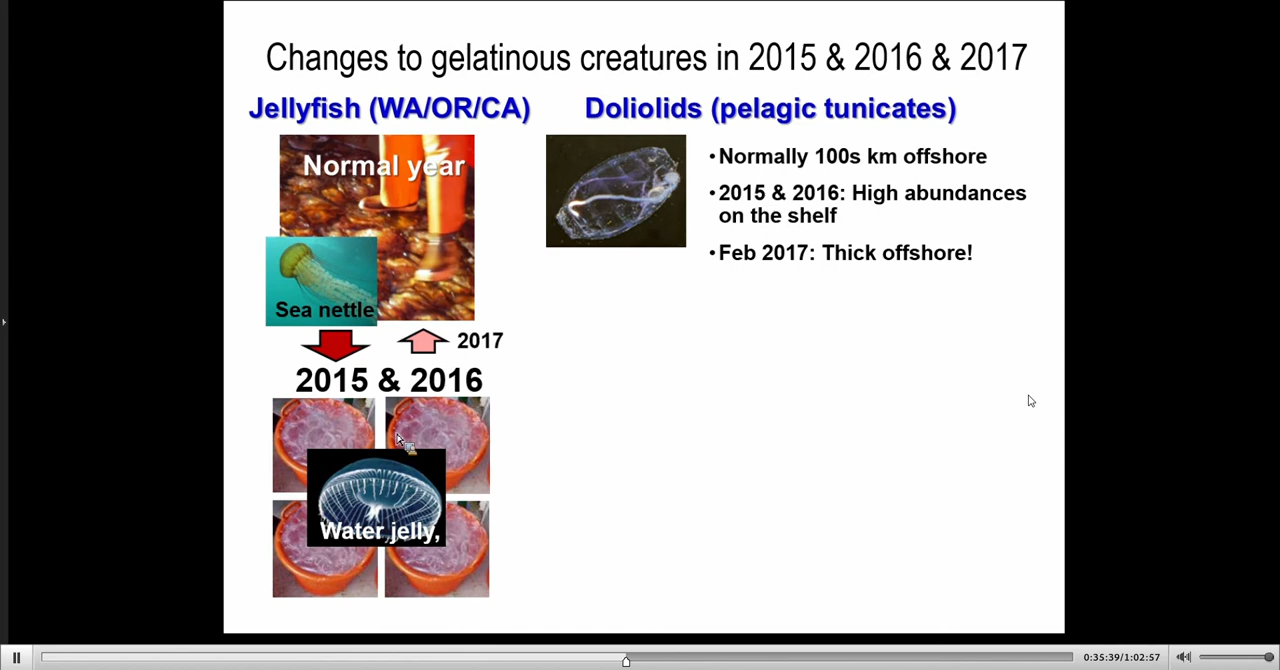 Changes to gelatinous creatures in 2015 & 2016 & 2017
Jellyfish (WA/OR/CA)
Normal year
Sea nettle
2017
2015 & 2016
Water jelly,
Doliolids (pelagic tunicates)
•Normally 100s km offshore
•2015 & 2016: High abundances
on the shelf
•Feb 2017: Thick offshore!
0:35:39/1:02:57